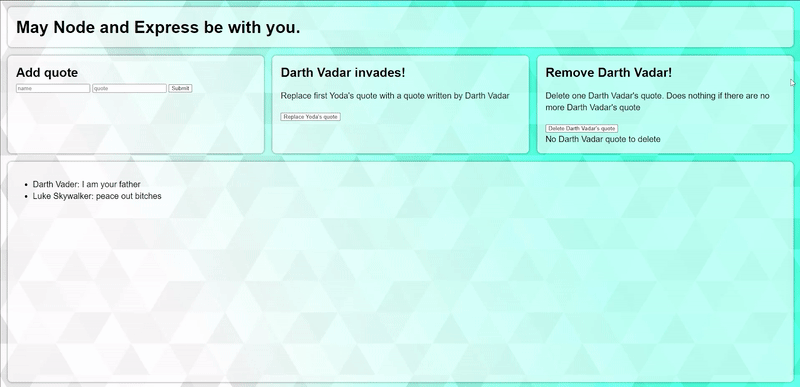 May Node and Express be with you.
Add quote
name quote Submit
Darth Vadar invades!
Replace first Yoda's quote with a quote written by Darth Vadar
Replace Yoda's quote
Remove Darth Vadar!
Delete one Darth Vadar's quote. Does nothing if there are no
more Darth Vadar's quote
Delete Darth Vadar's quote
No Darth Vadar quote to delete
Darth Vader: I am your father
Luke Skywalker: peace out bitches